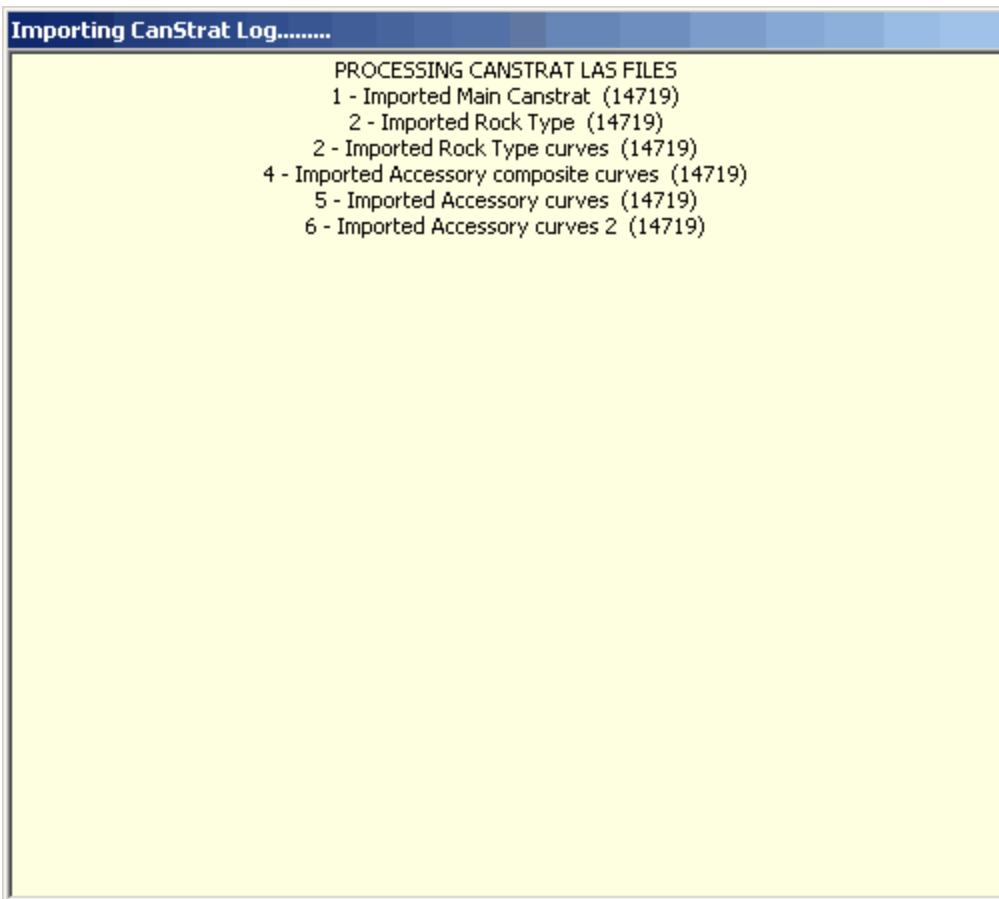 Importing CanStrat Log.........
PROCESSING CANSTRAT LAS FILES
1 - Imported Main Canstrat (14719)
2 - Imported Rock Type (14719)
2 - Imported Rock Type curves (14719)
4 - Imported Accessory composite curves (14719)
5 - Imported Accessory curves (14719)
6 - Imported Accessory curves 2 (14719)